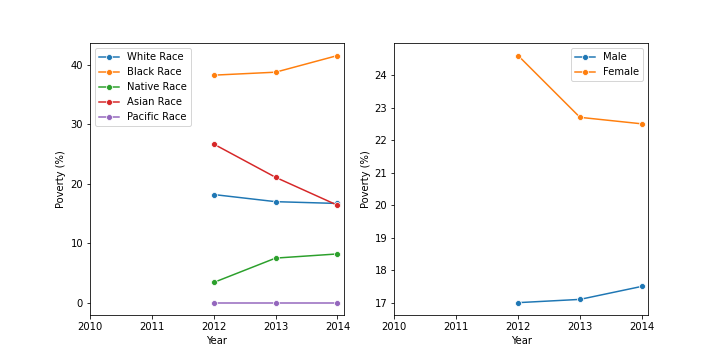 White Race
Black Race
Native Race
Asian Race
Pacific Race
40
30
20
10
0
Poverty (%)
2010 2011 2012 2013 2014
Year
Male
Female
24
23
22
21
20
19
18
17
Poverty (%)
2010 2011 2012 2013 2014
Year